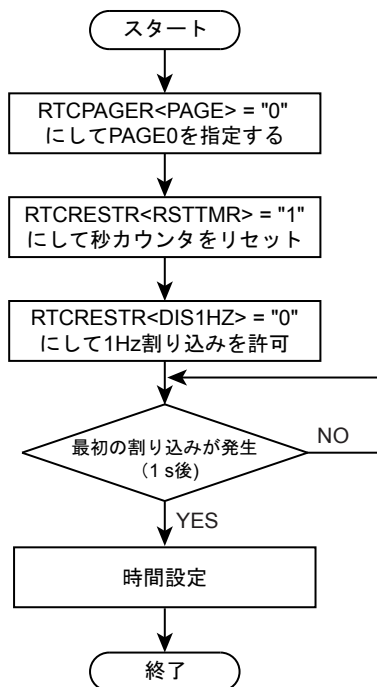 スタート
RTCPAGER<PAGE> = "0"
にしてPAGE0を指定する
RTCRESTR<RSTTMR> = "1"
にして秒カウンタをリセット
RTCRESTR<DIS1HZ> = "0"
にして1Hz割り込みを許可
最初の割り込みが発生
（1 s後)
NO
YES
時間設定
終了